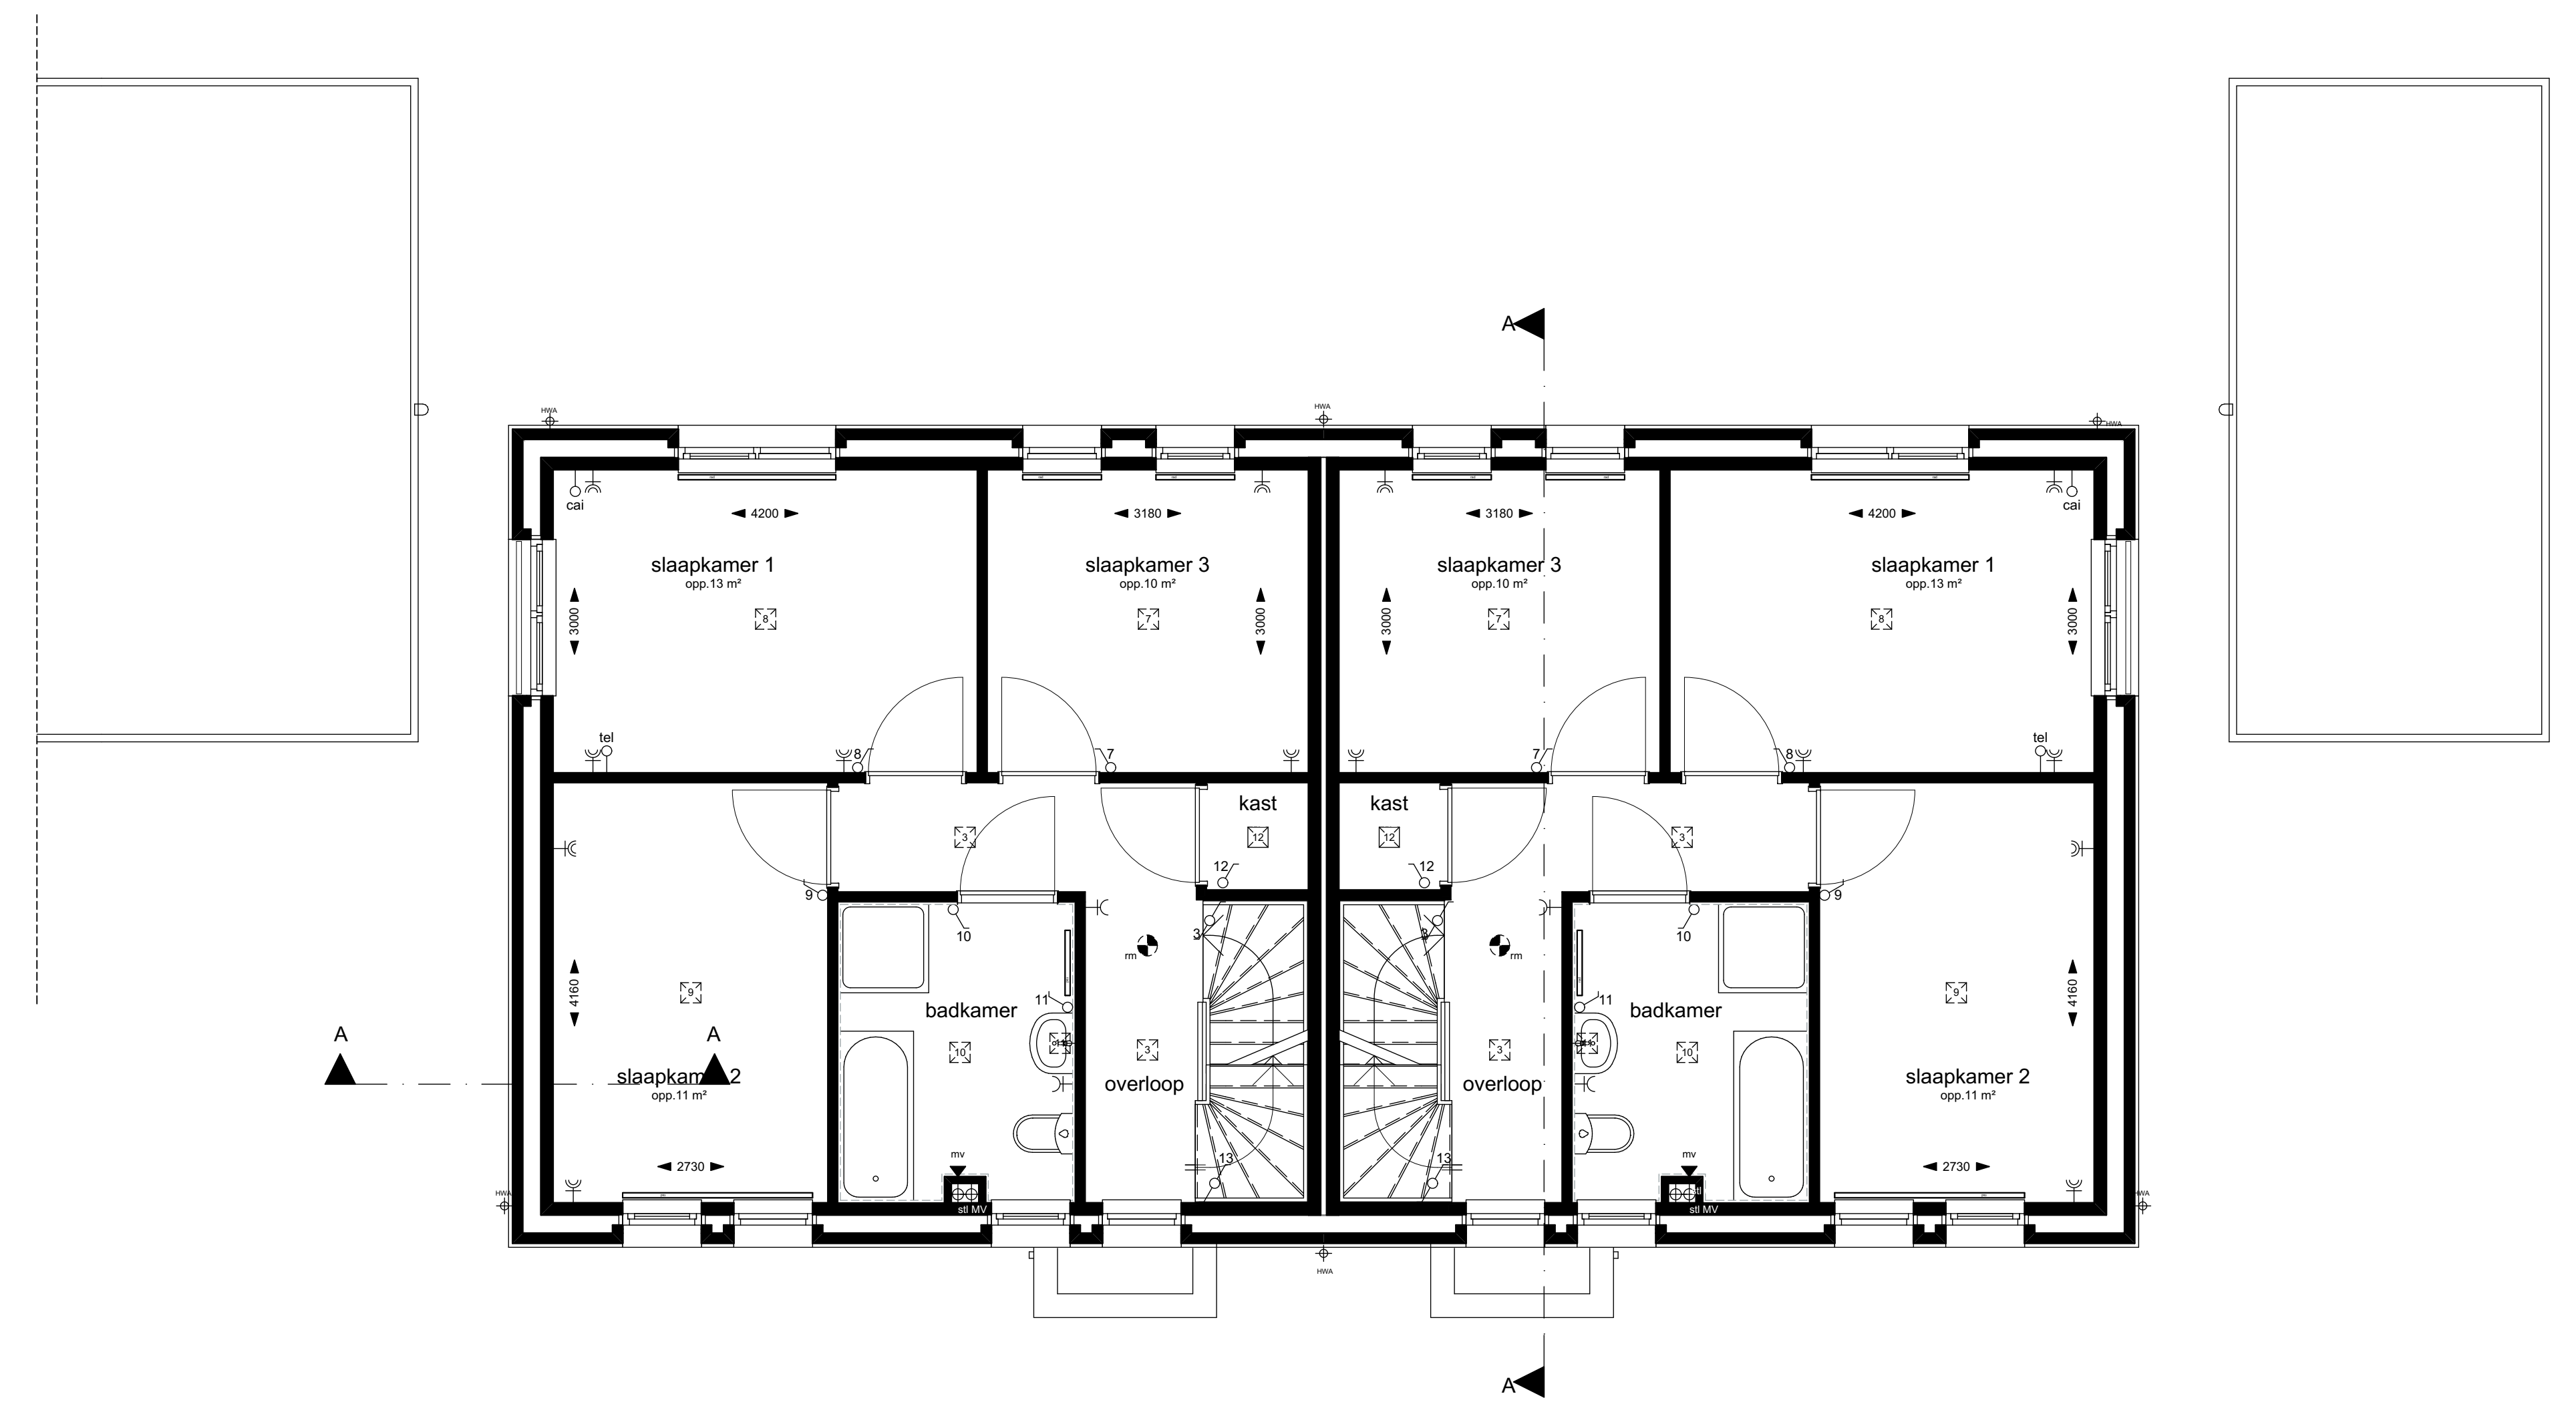 A
HWA
HWA
HWA
cai
cai
4200
3180
3180
4200
slaapkamer 1
opp.13 m²
slaapkamer 3
opp.10 m²
slaapkamer 3
opp.10 m²
slaapkamer 1
opp.13 m²
3000
8
7
3000
3000
7
8
3000
tel
8
7
7
8
tel
kast
kast
3
12
12
3
12
12
9
9
10
3
3
10
rm
rm
4160
9
11
11
9
4160
badkamer
badkamer
A
A
10
3
3
10
slaapkamer 2
opp.11 m²
overloop
overloop
slaapkamer 2
opp.11 m²
mv
13
13
mv
2730
2730
HWA
HWA
stl MV
stl MV
HWA
A